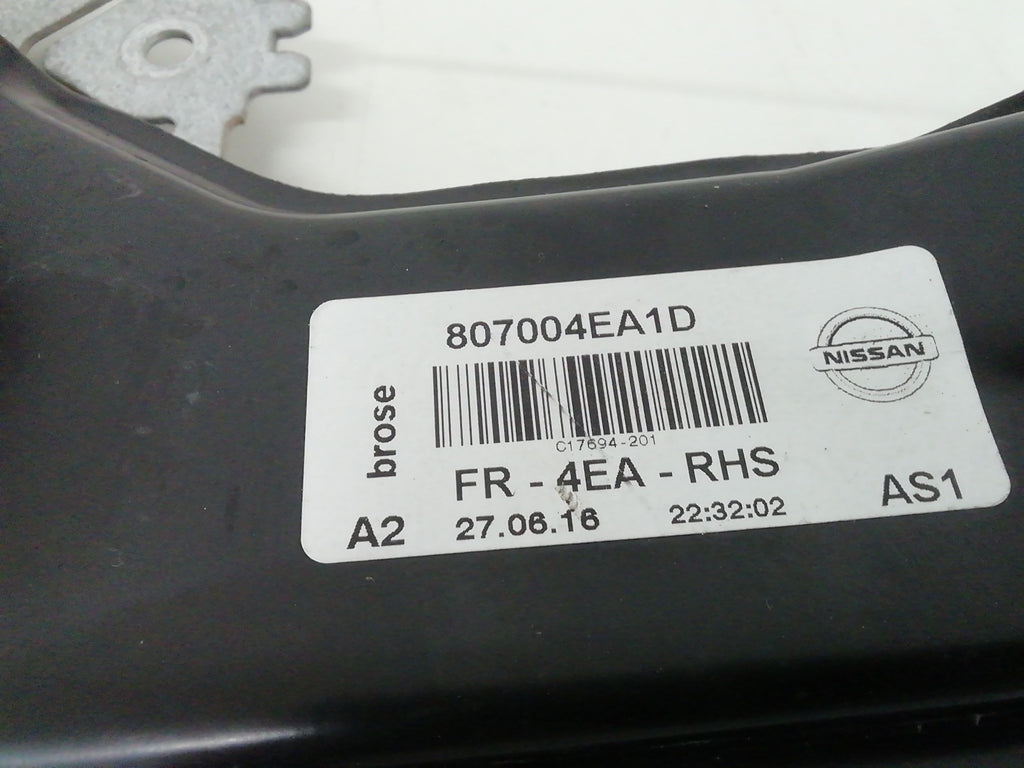 807004EA1D
NISSAN
brose
C17694-201
FR - 4EA - RHS
A2
27.06.16
22:32:02
AS1